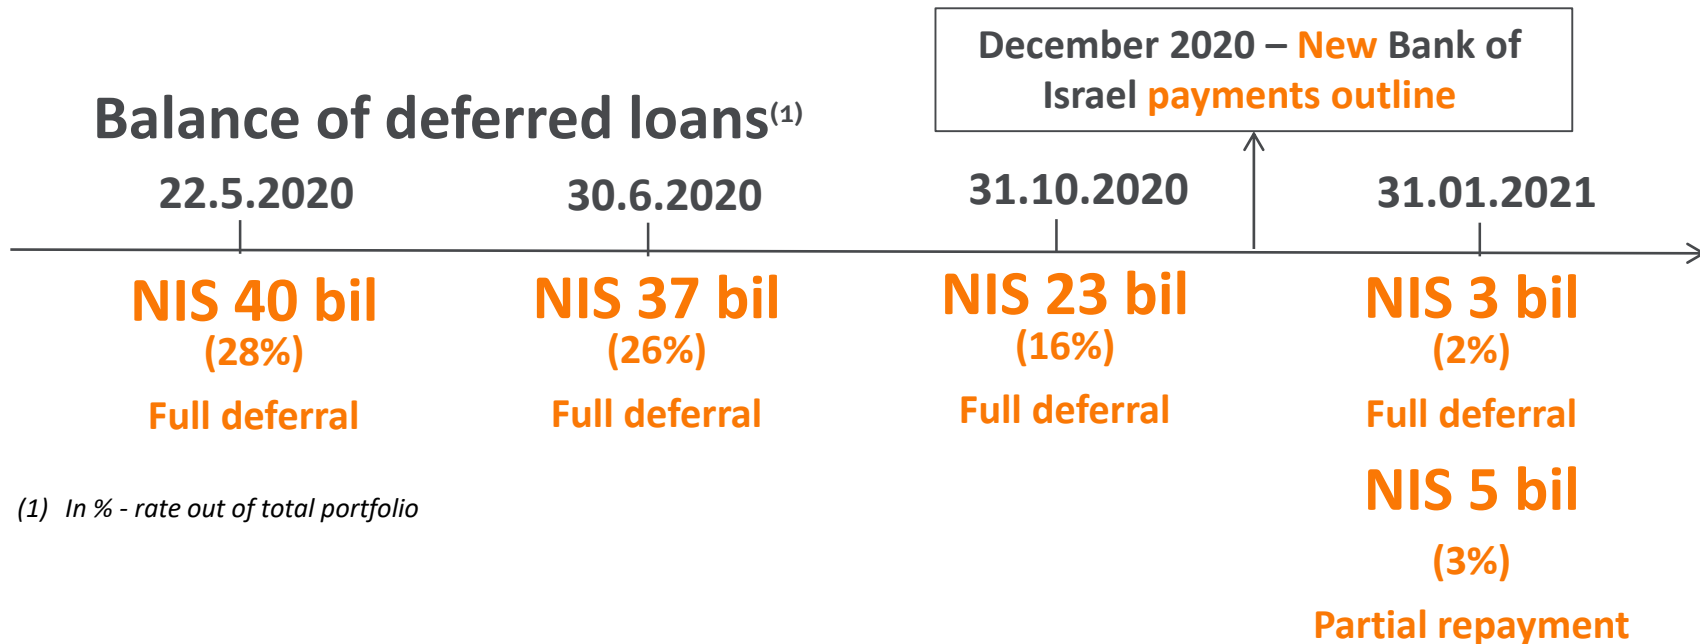 December 2020 – New Bank of
Israel payments outline
Balance of deferred loans(1)
22.5.2020
30.6.2020
31.10.2020
31.01.2021
NIS 40 bil
(28%)
Full deferral
NIS 37 bil
(26%)
Full deferral
NIS 23 bil
(16%)
Full deferral
NIS 3 bil
(2%)
Full deferral
NIS 5 bil
(3%)
Partial repayment
(1) In % - rate out of total portfolio